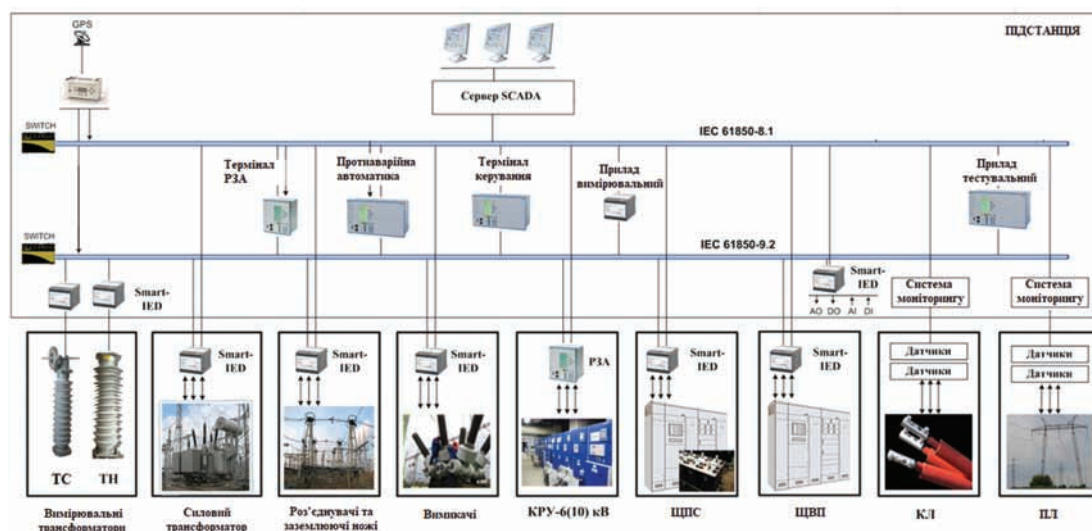 GPS
ПІДСТАНЦІЯ
Сервер SCADA
SWITCH
IEC 61850-8.1
Термінал
РЗА
Протиаварійна
автоматика
Термінал
керування
Прилад
вимірювальний
Прилад
тестувальний
SWITCH
IEC 61850-9.2
Smart-
IED
Smart-
IED
AO DO AI DI
Система
моніторингу
Система
моніторингу
Smart-
IED
Smart-
IED
Smart-
IED
РЗА
Smart-
IED
Smart-
IED
Датчики
Датчики
Датчики
Датчики
ТС ТН
Вимірювальні
трансформатори
Силовий
трансформатор
Роз'єднувачі та
заземлюючі ножі
Вимикачі
КРУ-6(10) кВ
ЩПС
ЩВП
КЛ
ПЛ